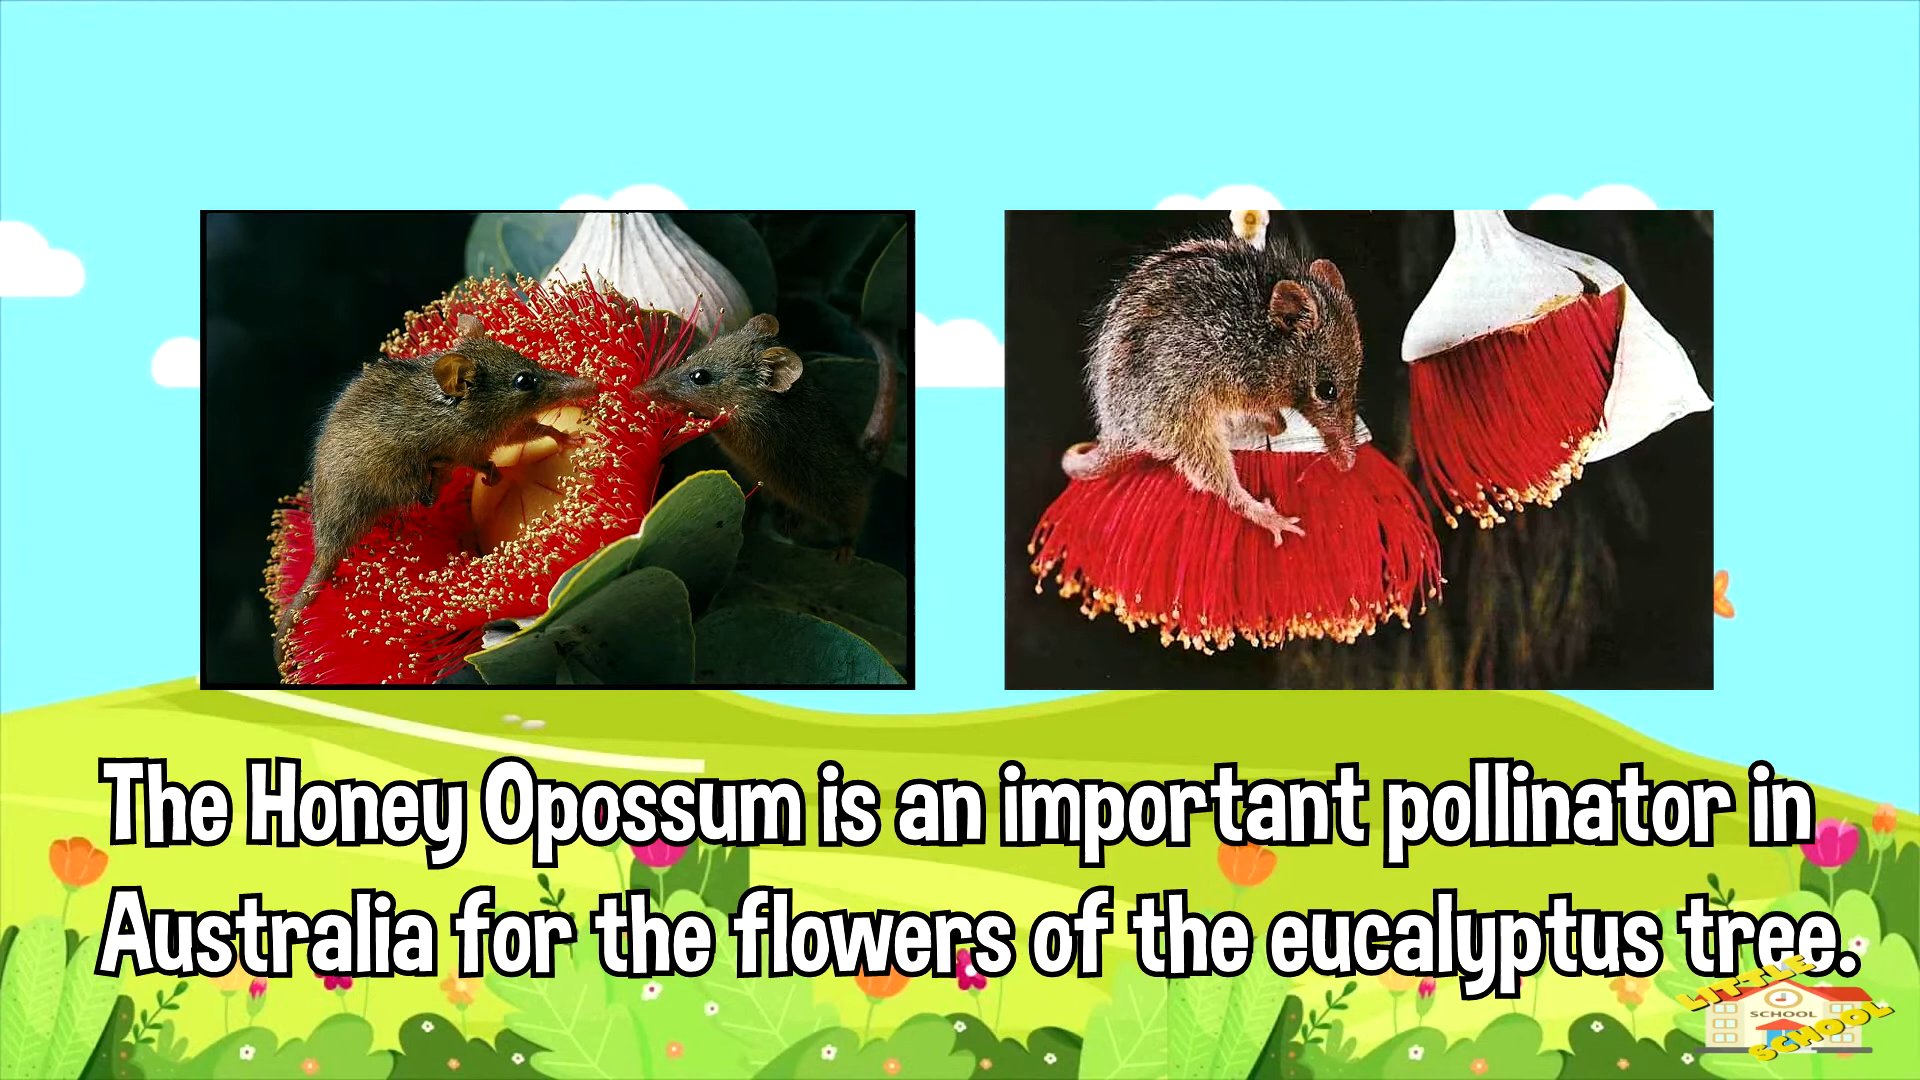 The Honey Opossum is an important pollinator in
Australia for the flowers of the eucalyptus tree.
LITTLE
SCHOOL
SCHOOL